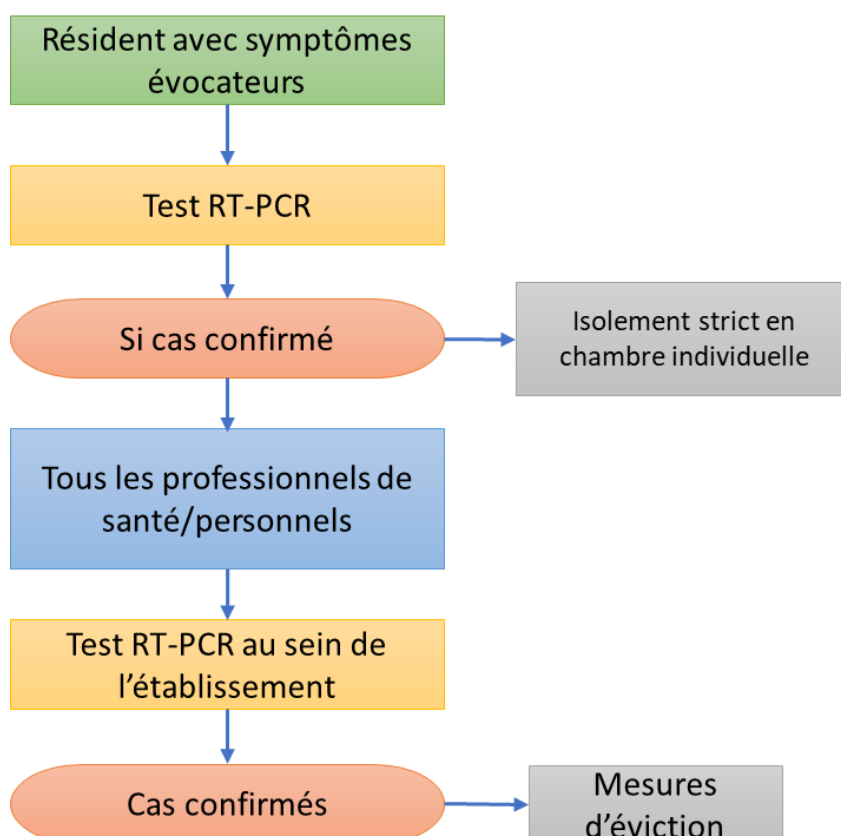 Résident avec symptômes
évocateurs
Test RT-PCR
Si cas confirmé
Isolement strict en
chambre individuelle
Tous les professionnels de
santé/personnels
Test RT-PCR au sein de
l’établissement
Cas confirmés
Mesures
d’éviction